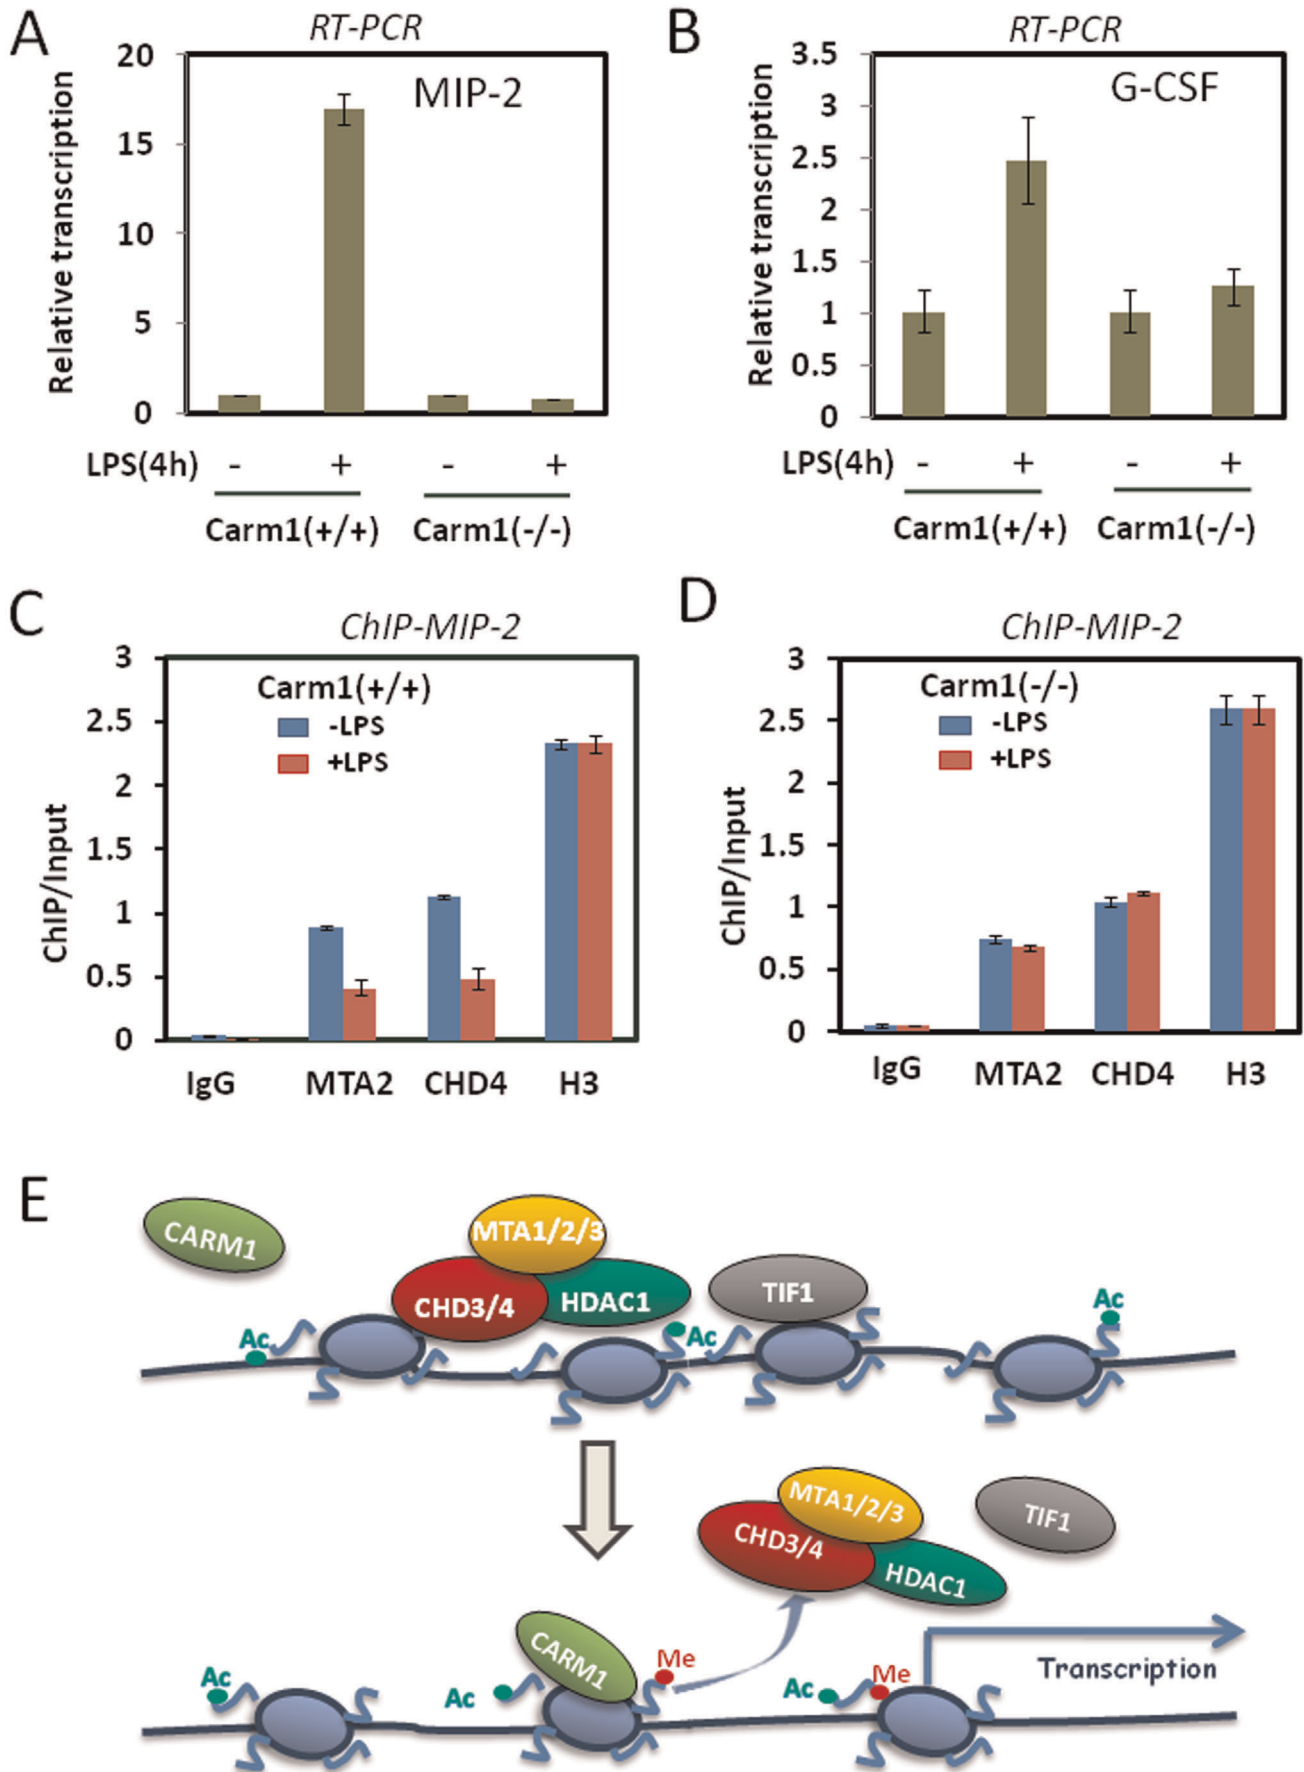 A
RT-PCR
MIP-2
Relative transcription
20
15
10
5
0
LPS(4h) - + - +
Carm1(+/+) Carm1(-/-)
B
RT-PCR
G-CSF
Relative transcription
3.5
3
2.5
2
1.5
1
0.5
0
LPS(4h) - + - +
Carm1(+/+) Carm1(-/-)
C
ChIP-MIP-2
Carm1(+/+)
-LPS
+LPS
ChIP/Input
3
2.5
2
1.5
1
0.5
0
IgG MTA2 CHD4 H3
D
ChIP-MIP-2
Carm1(-/-)
-LPS
+LPS
ChIP/Input
3
2.5
2
1.5
1
0.5
0
IgG MTA2 CHD4 H3
E
CARM1
MTA1/2/3
CHD3/4
HDAC1
TIF1
Ac
Ac
Ac
MTA1/2/3
CHD3/4
HDAC1
TIF1
CARM1
Ac
Ac
Me
Ac
Me
Transcription